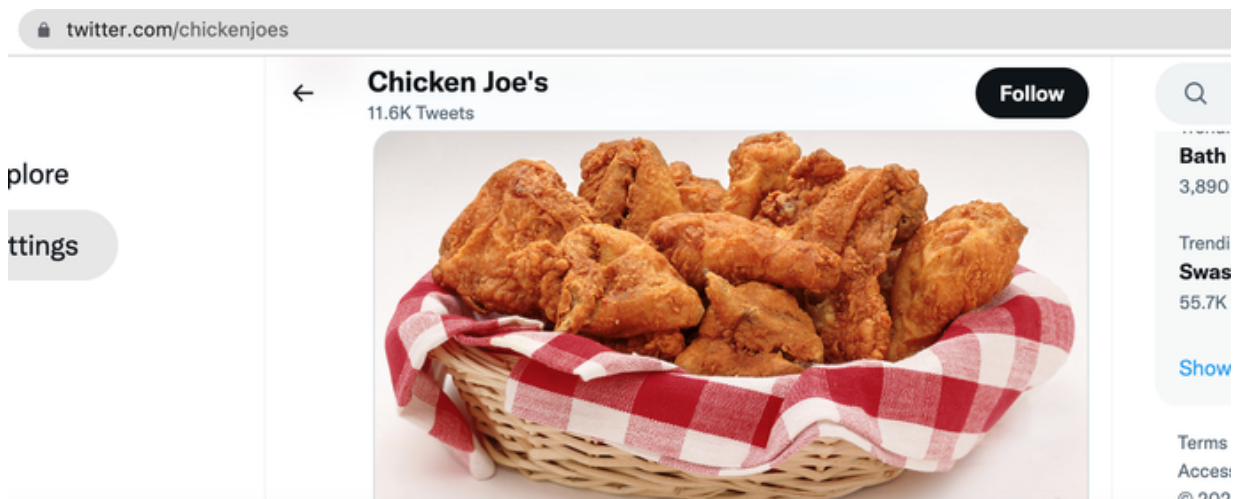 twitter.com/chickenjoes
Chicken Joe's
11.6K Tweets
Follow
plore
ttings
Bath
3,890
Trendi
Swas
55.7K
Show
Terms
Access